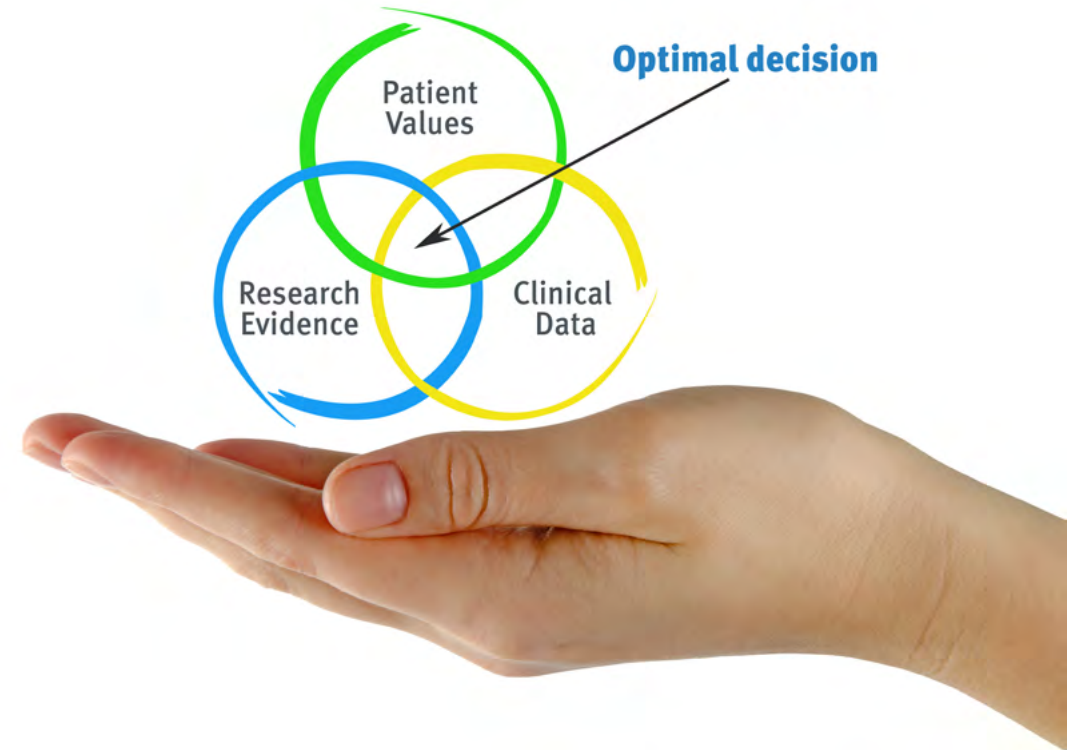 Optimal decision
Patient
Values
Research
Evidence
Clinical
Data